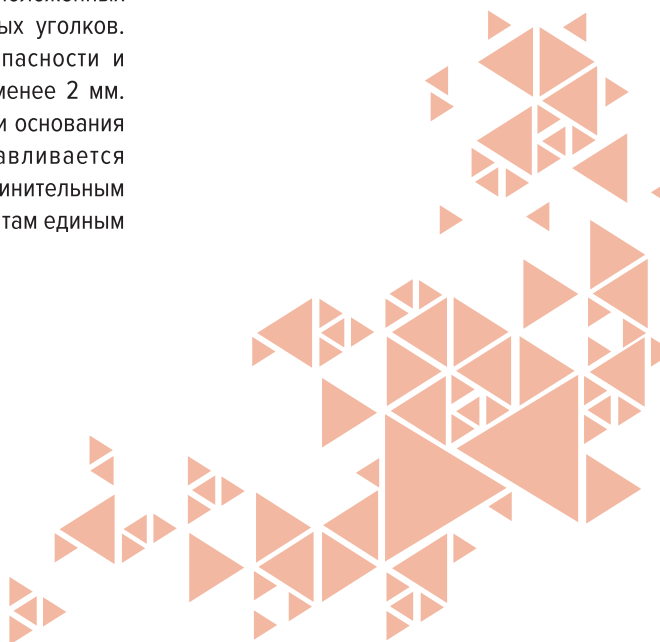 ых уголков.
пасности и
менее 2 мм.
и основания
авливается
инительным
там единым